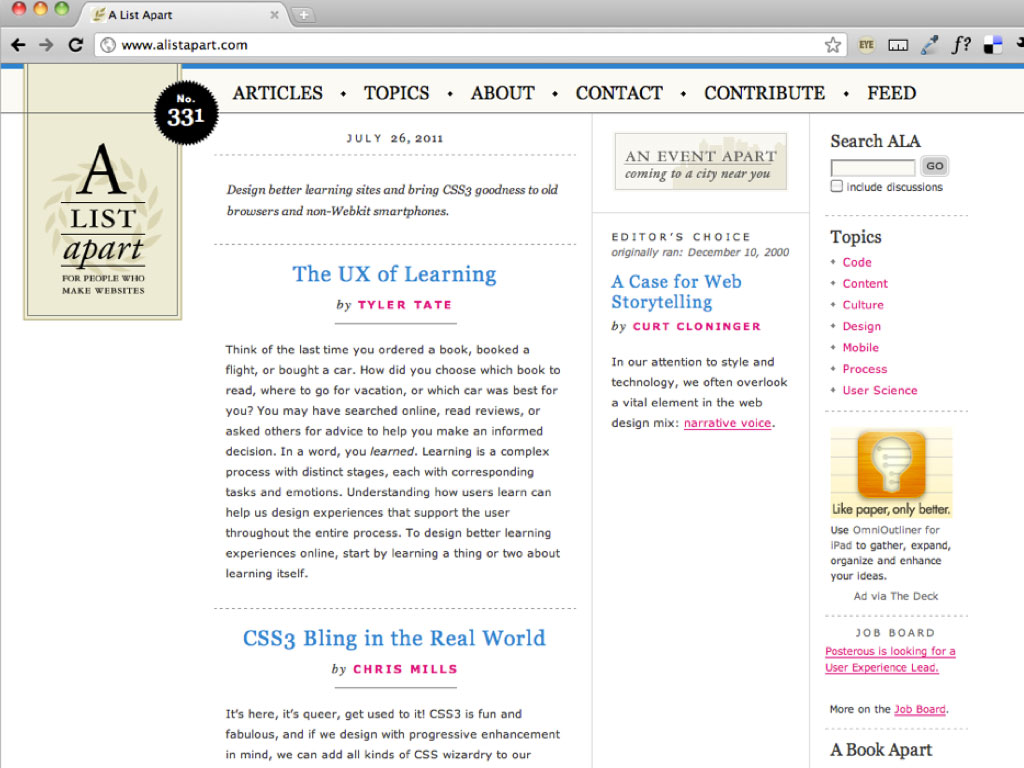 A List Apart
www.alistapart.com
EYE
f?
ARTICLES • TOPICS • ABOUT • CONTACT • CONTRIBUTE • FEED
No.
331
A
LIST
apart
FOR PEOPLE WHO
MAKE WEBSITES
JULY 26, 2011
Design better learning sites and bring CSS3 goodness to old
browsers and non-Webkit smartphones.
The UX of Learning
by TYLER TATE
Think of the last time you ordered a book, booked a
flight, or bought a car. How did you choose which book to
read, where to go for vacation, or which car was best for
you? You may have searched online, read reviews, or
asked others for advice to help you make an informed
decision. In a word, you learned. Learning is a complex
process with distinct stages, each with corresponding
tasks and emotions. Understanding how users learn can
help us design experiences that support the user
throughout the entire process. To design better learning
experiences online, start by learning a thing or two about
learning itself.
CSS3 Bling in the Real World
by CHRIS MILLS
It's here, it's queer, get used to it! CSS3 is fun and
fabulous, and if we design with progressive enhancement
in mind, we can add all kinds of CSS wizardry to our
AN EVENT APART
coming to a city near you
EDITOR'S CHOICE
originally ran: December 10, 2000
A Case for Web
Storytelling
by CURT CLONINGER
In our attention to style and
technology, we often overlook
a vital element in the web
design mix: narrative voice.
Search ALA
GO
include discussions
Topics
Code
Content
Culture
Design
Mobile
Process
User Science
Like paper, only better.
Use OmniOutliner for
iPad to gather, expand,
organize and enhance
your ideas.
Ad via The Deck
JOB BOARD
Posterous is looking for a
User Experience Lead.
More on the Job Board.
A Book Apart